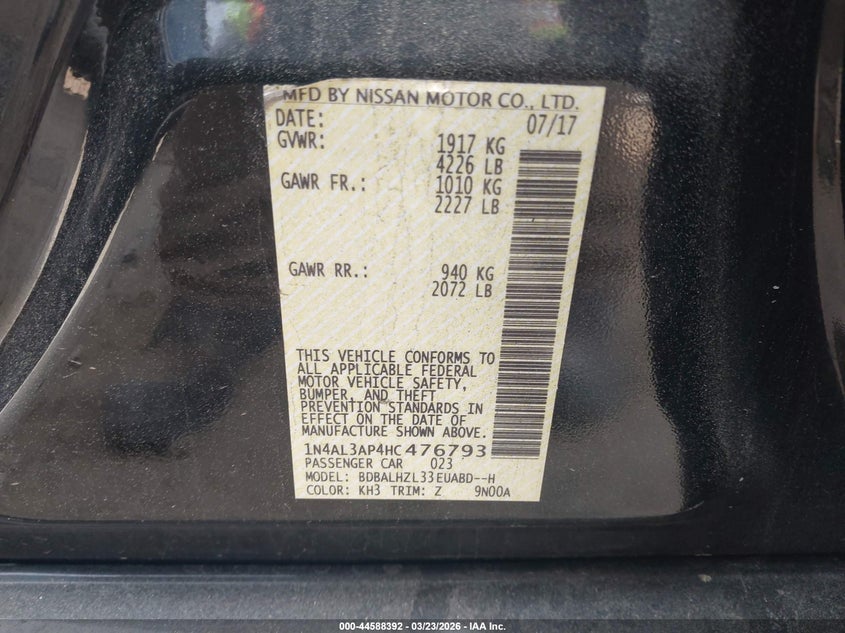 MFD BY NISSAN MOTOR CO., LTD.
DATE: 07/17
GVWR: 1917 KG
4226 LB
GAWR FR.: 1010 KG
2227 LB
GAWR RR.: 940 KG
2072 LB
THIS VEHICLE CONFORMS TO
ALL APPLICABLE FEDERAL
MOTOR VEHICLE SAFETY,
BUMPER, AND THEFT
PREVENTION STANDARDS IN
EFFECT ON THE DATE OF
MANUFACTURE SHOWN ABOVE.
1N4AL3AP4HC476793
PASSENGER CAR 023
MODEL: BDBALHZL33EUABD--H
COLOR: KH3 TRIM: Z 9N00A
000-44588392 | 03/23/2026 - IAA Inc.